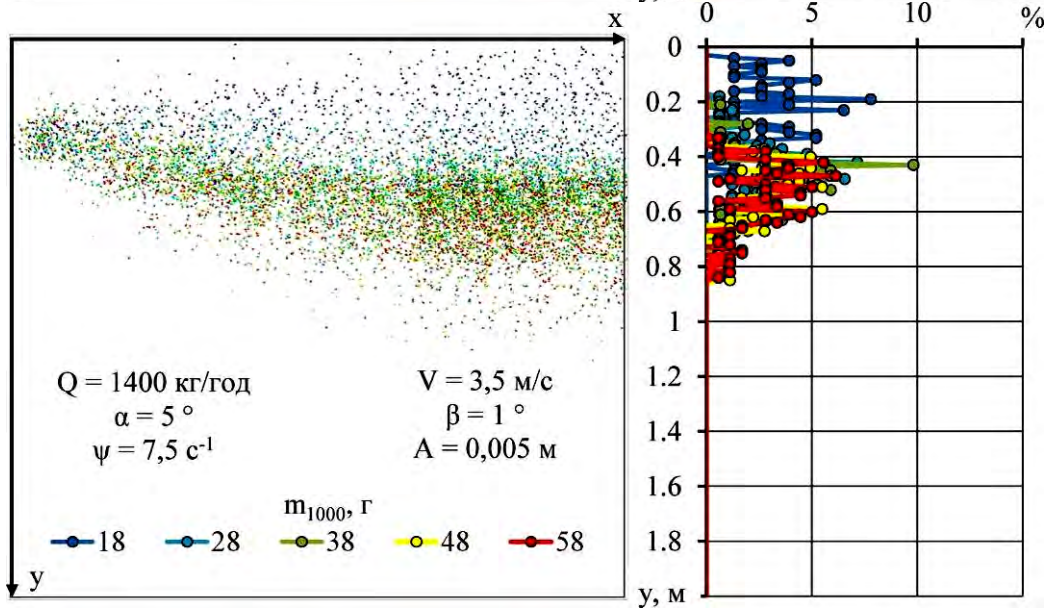 x
0 5 10 %
0
0.2
0.4
0.6
0.8
1
1.2
1.4
1.6
1.8
y, м
Q = 1400 кг/год
α = 5 °
ψ = 7,5 с⁻¹
V = 3,5 м/с
β = 1 °
A = 0,005 м
m₁₀₀₀, г
18 28 38 48 58
y